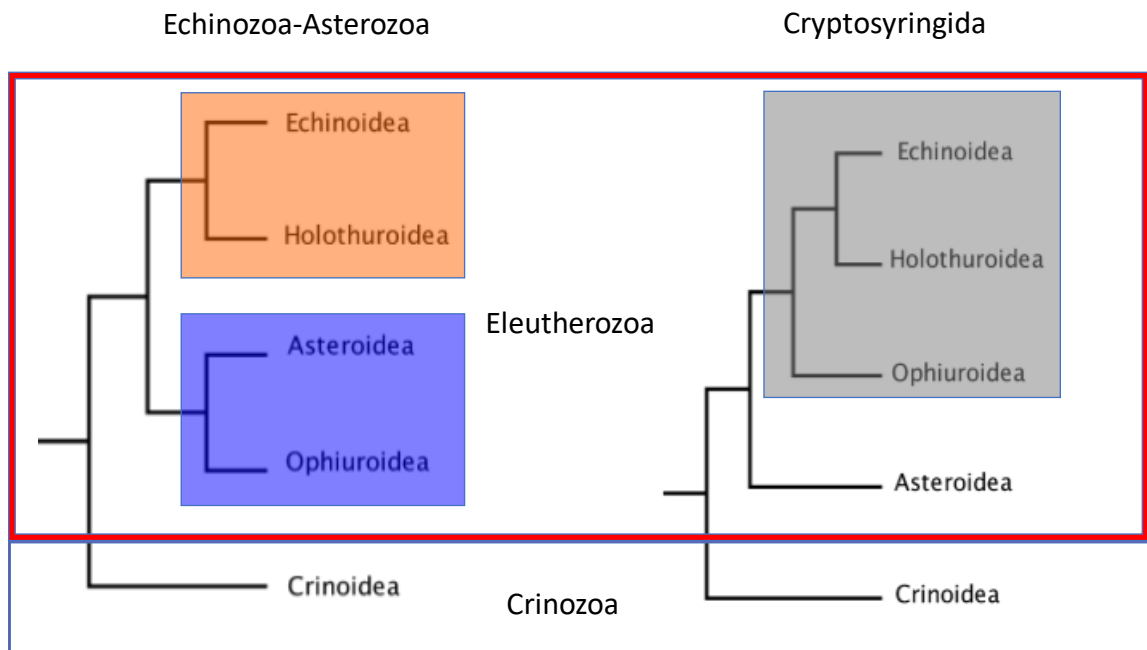 Echinozoa-Asterozoa
Cryptosyringida
Echinoidea
Holothuroidea
Asteroidea
Ophiuroidea
Crinoidea
Eleutherozoa
Crinozoa
Echinoidea
Holothuroidea
Ophiuroidea
Asteroidea
Crinoidea